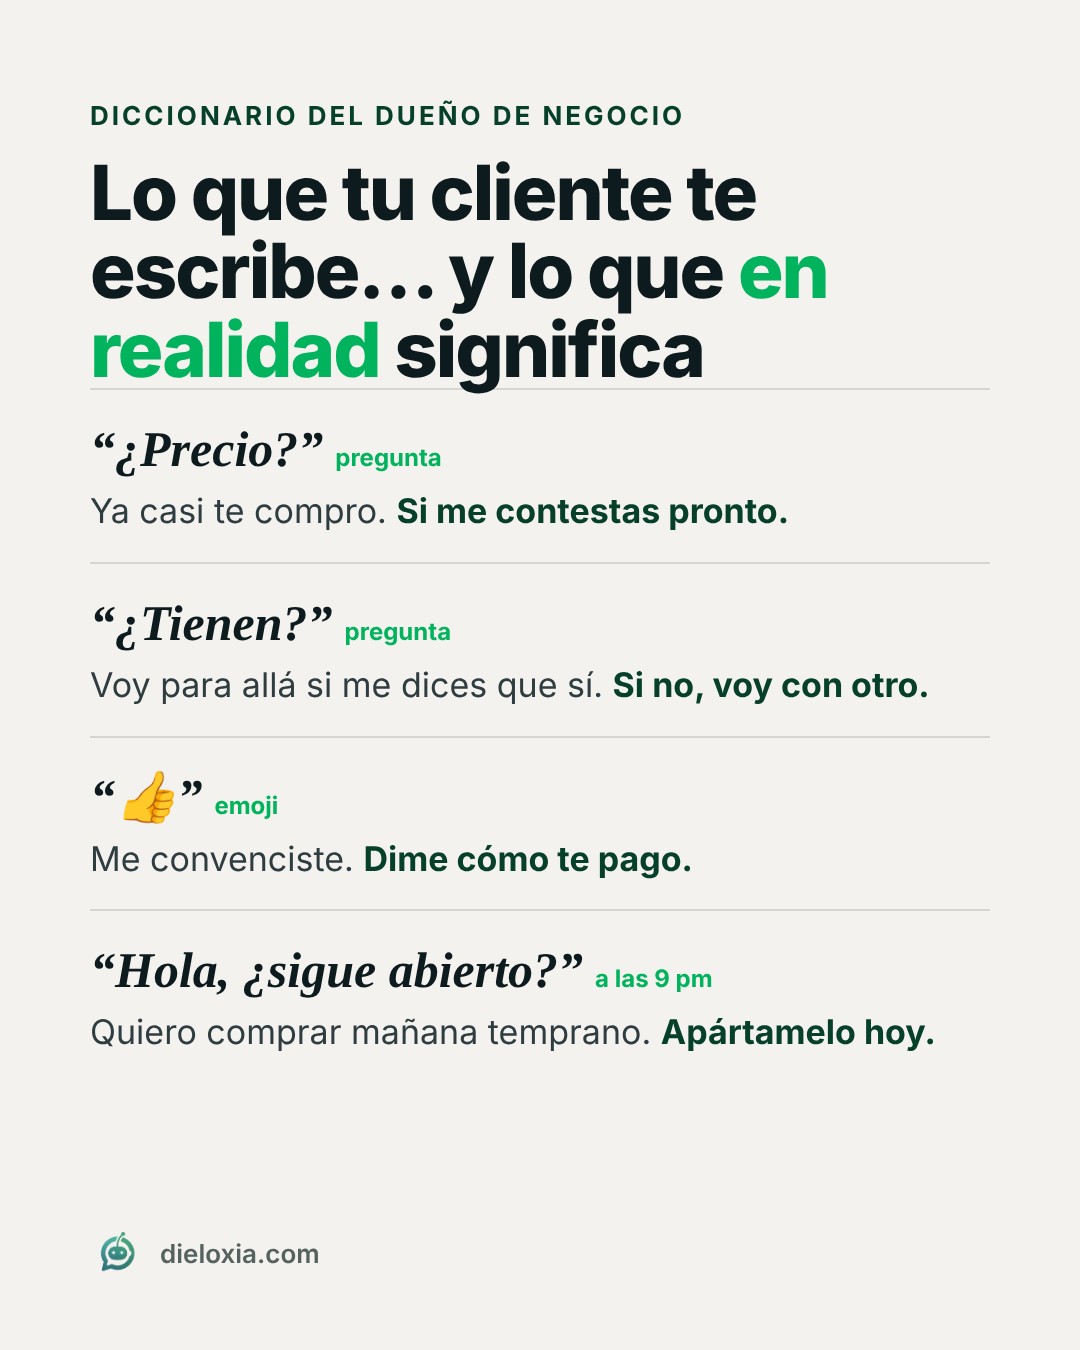 DICCIONARIO DEL DUEÑO DE NEGOCIO
Lo que tu cliente te
escribe… y lo que en
realidad significa
“¿Precio?” pregunta
Ya casi te compro. Si me contestas pronto.
“¿Tienen?” pregunta
Voy para allá si me dices que sí. Si no, voy con otro.
“👍” emoji
Me convenciste. Dime cómo te pago.
“Hola, ¿sigue abierto?” a las 9 pm
Quiero comprar mañana temprano. Apártamelo hoy.
dieloxia.com